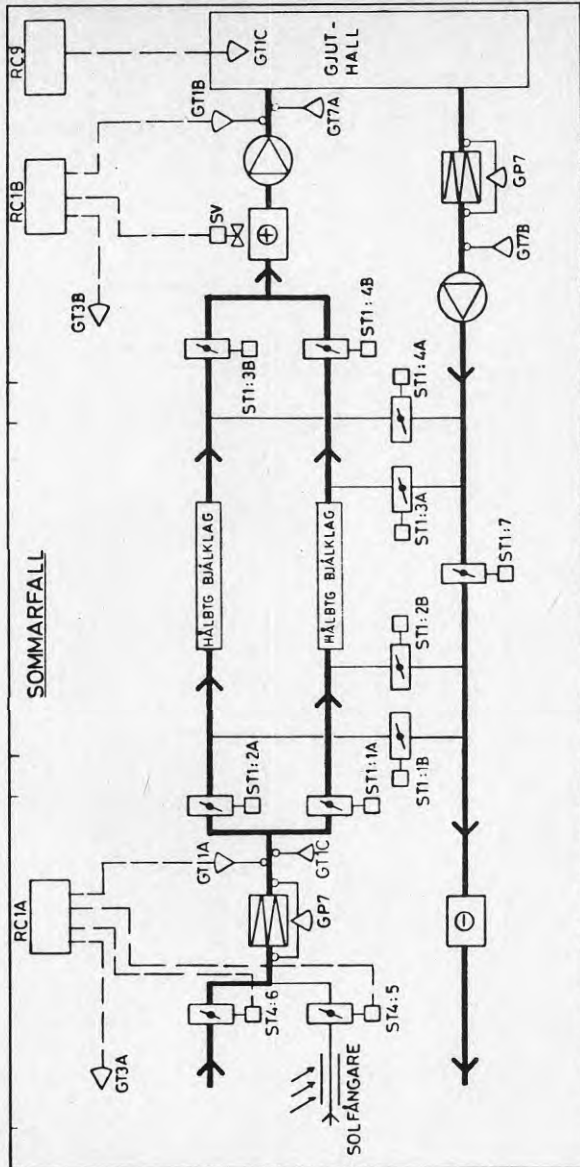 SOMMARFALL
RC1A
RC1B
RC9
GT3A
GT1A
GT1C
GP7
ST4:6
ST4:5
SOLFÅNGARE
ST1:2A
ST1:1A
HÅLBTG BJÄLKLAG
HÅLBTG BJÄLKLAG
ST1:3B
ST1:4B
GT3B
SV
GT1B
GT7A
GT1C
GJUT-
HALL
ST1:1B
ST1:2B
ST1:3A
ST1:4A
ST1:7
GT7B
GP7